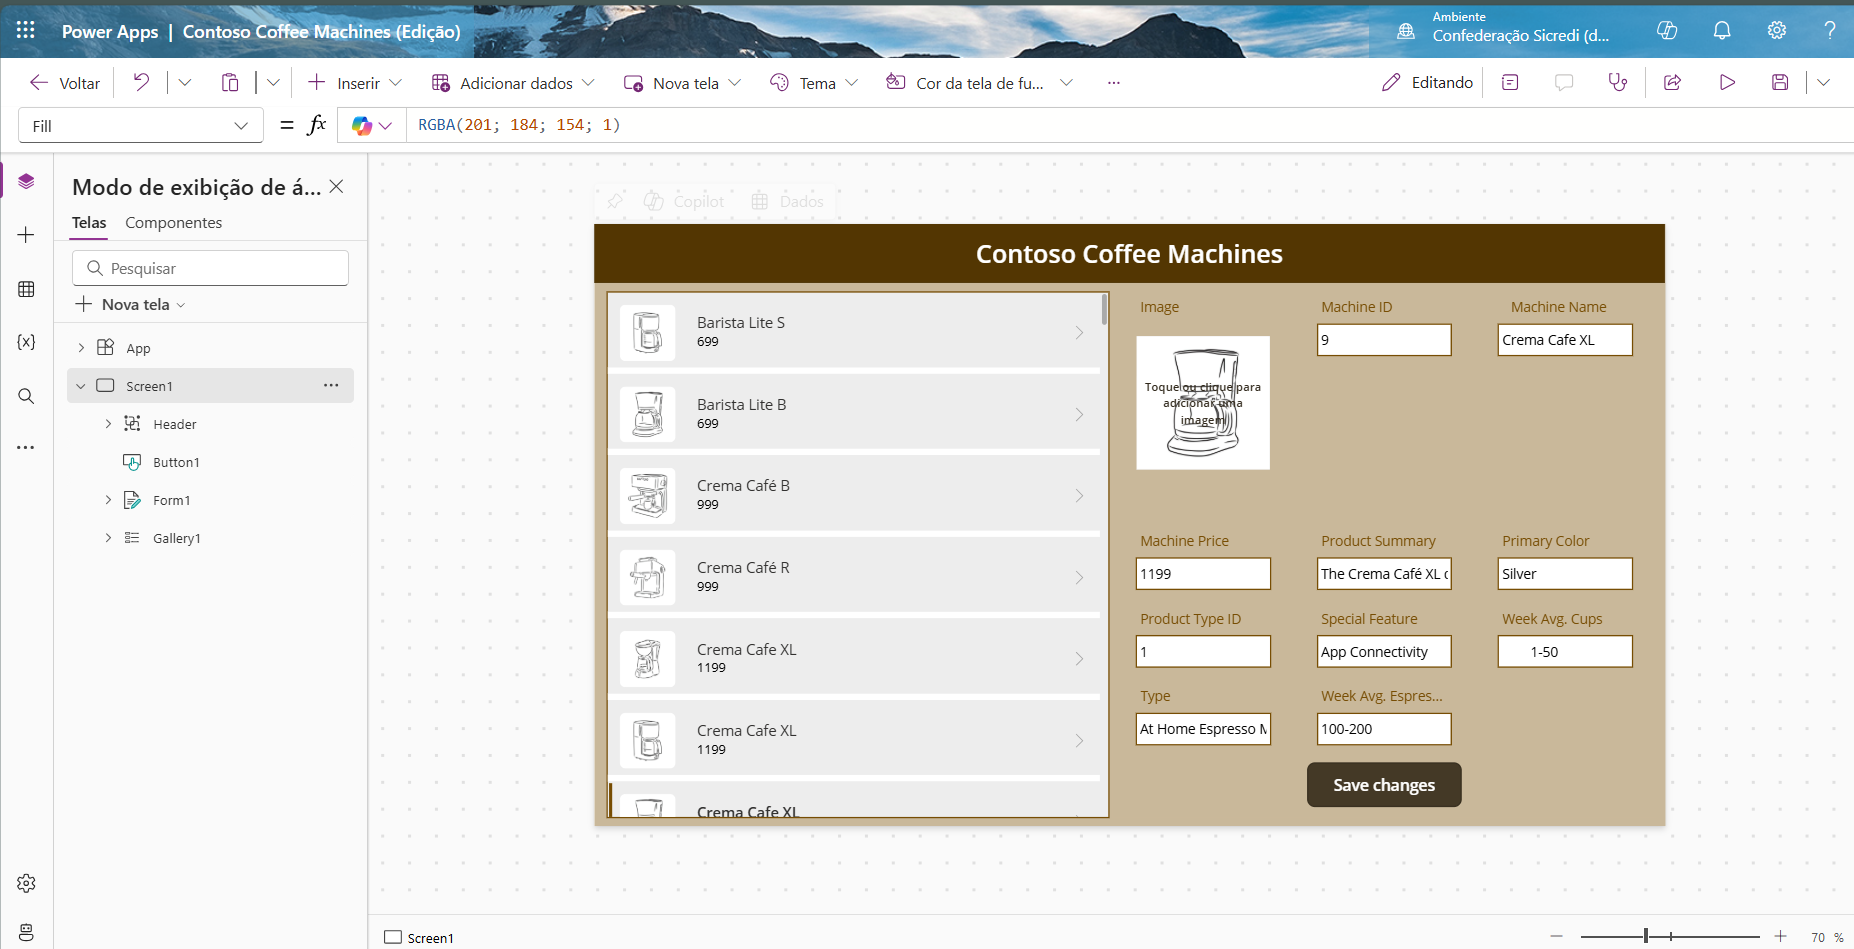 Power Apps | Contoso Coffee Machines (Edição)
Ambiente
Confederação Sicredi (d...
?
Voltar
Inserir
Adicionar dados
Nova tela
Tema
Cor da tela de fu...
...
Editando
Fill
= fx
RGBA(201; 184; 154; 1)
Modo de exibição de á...
Telas
Componentes
Pesquisar
Nova tela
App
Screen1
...
Header
Button1
Form1
Gallery1
Copilot
Dados
Contoso Coffee Machines
Barista Lite S
699
Barista Lite B
699
Crema Café B
999
Crema Café R
999
Crema Cafe XL
1199
Crema Cafe XL
1199
Crema Cafe XL
Image
Toque ou clique para
adicionar uma
imagem
Machine ID
9
Machine Name
Crema Cafe XL
Machine Price
1199
Product Summary
The Crema Café XL c
Primary Color
Silver
Product Type ID
1
Special Feature
App Connectivity
Week Avg. Cups
1-50
Type
At Home Espresso M
Week Avg. Espres...
100-200
Save changes
Screen1
70 %